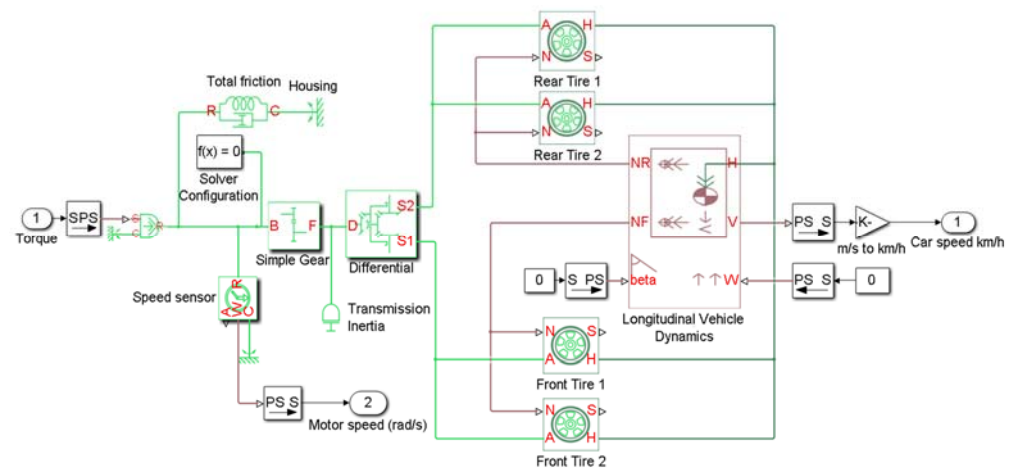 A H
N S
Rear Tire 1
Total friction
Housing
R C
A H
N S
Rear Tire 2
f(x) = 0
Solver
Configuration
NR H
1
Torque
SPS
S R
C
B F
Simple Gear
D S2
S1
Differential
NF V
PS S
K-
m/s to km/h
1
Car speed km/h
Speed sensor
R
A W C
Transmission
Inertia
0
S PS
beta W
PS S
0
Longitudinal Vehicle
Dynamics
N S
A H
Front Tire 1
PS S
2
Motor speed (rad/s)
N S
A H
Front Tire 2